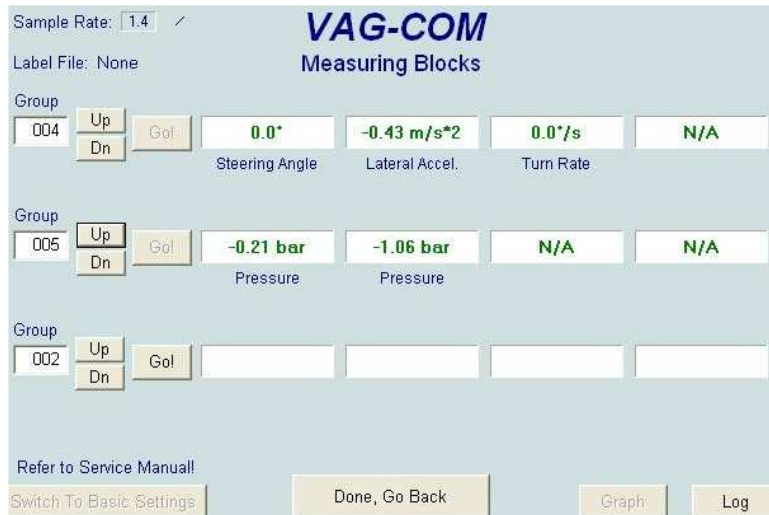 Sample Rate: 1.4 /
VAG-COM
Label File: None
Measuring Blocks
Group
004 Up Dn Go! 0.0° -0.43 m/s*2 0.0°/s N/A
Steering Angle Lateral Accel. Turn Rate
Group
005 Up Dn Go! -0.21 bar -1.06 bar N/A N/A
Pressure Pressure
Group
002 Up Dn Go!
Refer to Service Manual!
Switch To Basic Settings Done, Go Back Graph Log